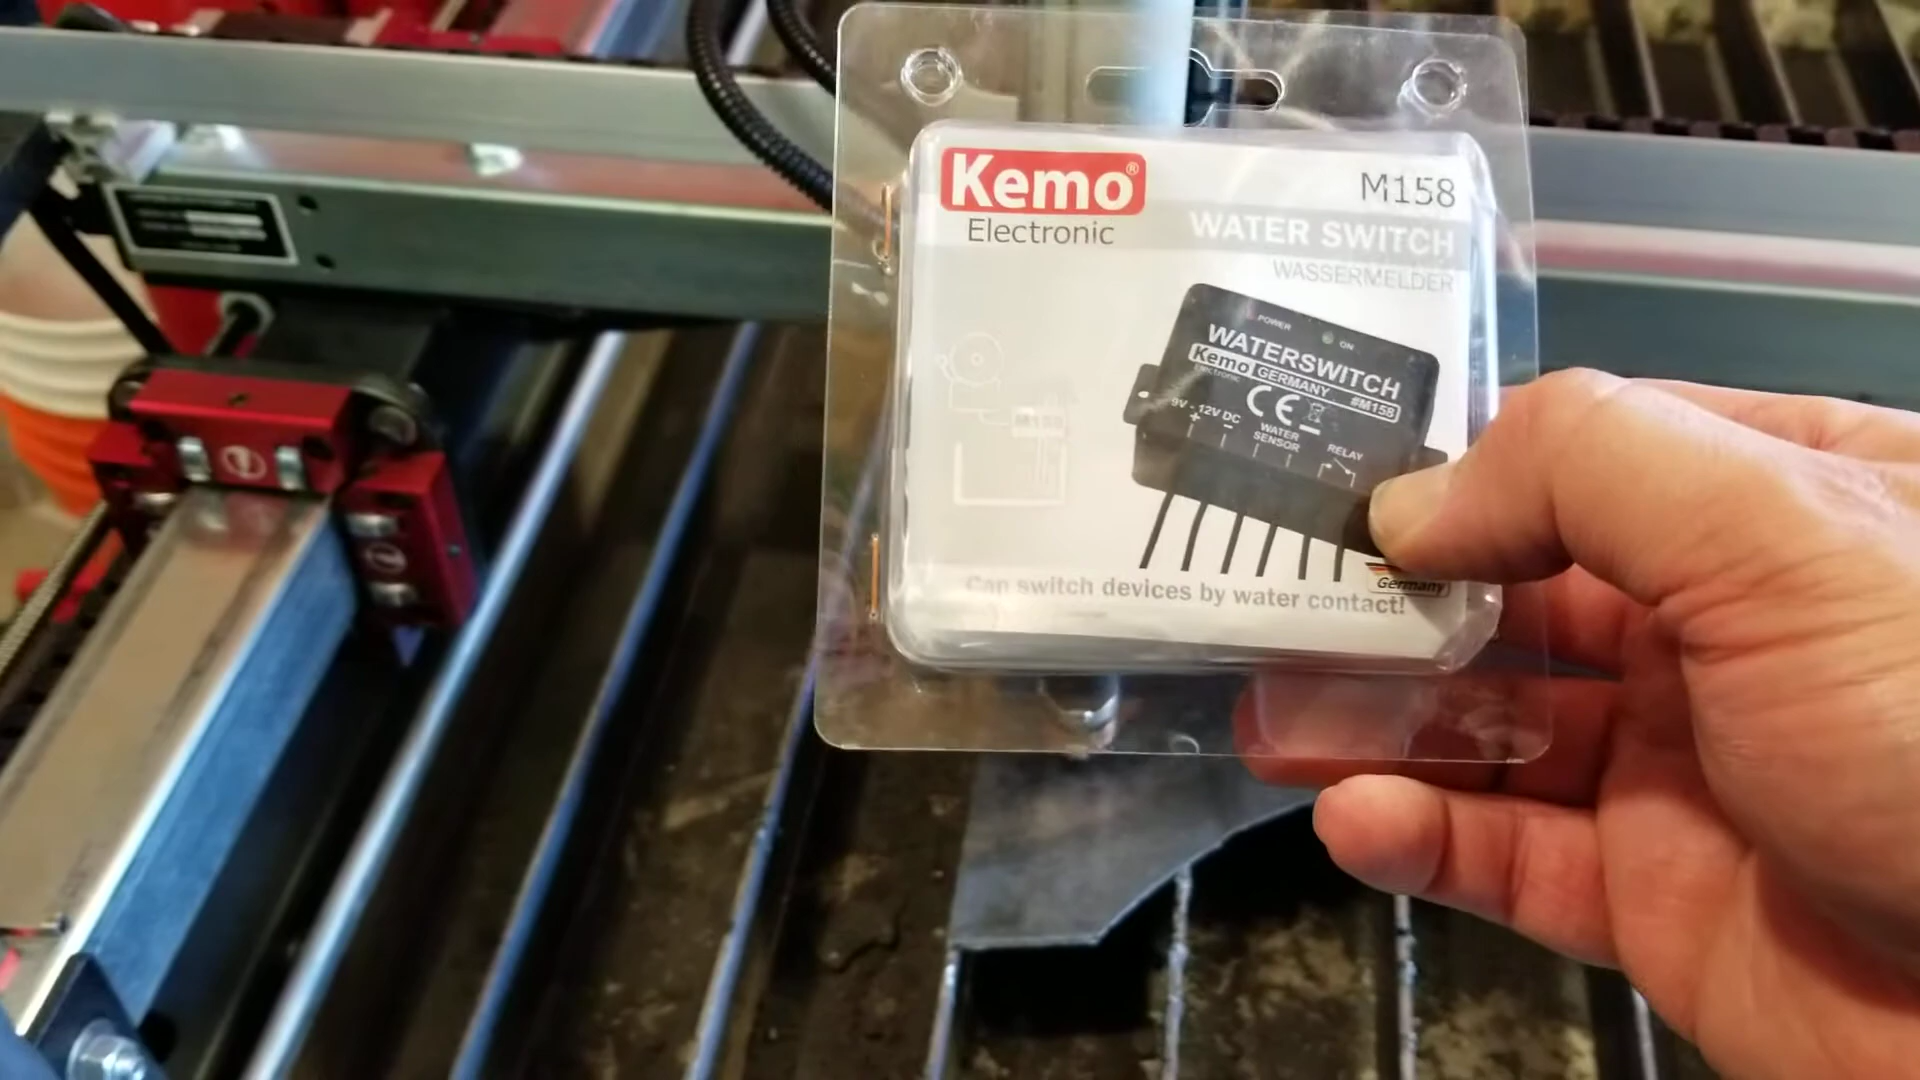 Kemo®
Electronic
M158
WATER SWITCH
WASSERMELDER
POWER
ON
WATERSWITCH
Kemo GERMANY
Electronic
#M158
CE
9V - 12V DC
+ -
WATER
SENSOR
RELAY
M158
Germany
Can switch devices by water contact!